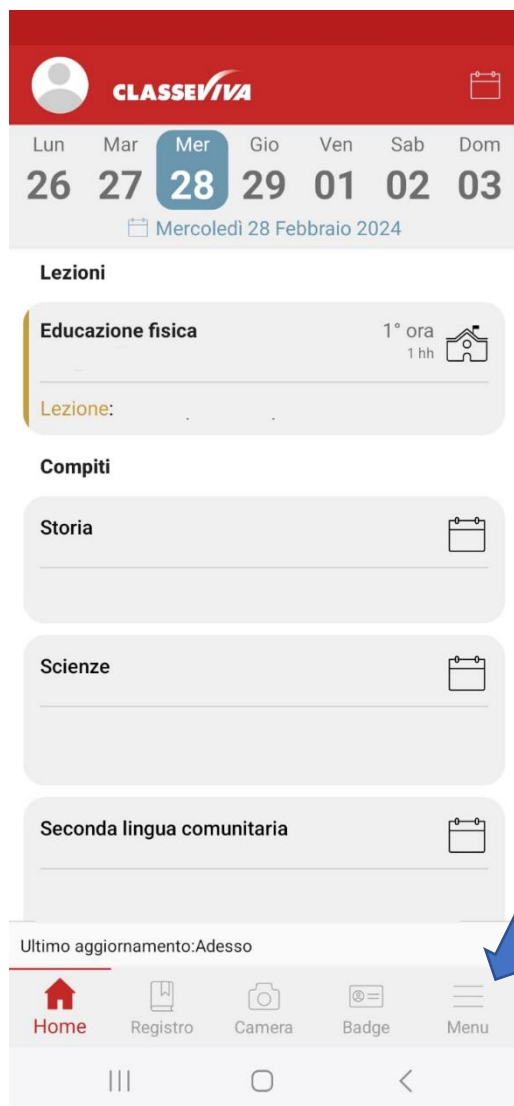 CLASSEVIVA
Lun Mar Mer Gio Ven Sab Dom
26 27 28 29 01 02 03
Mercoledì 28 Febbraio 2024
Lezioni
Educazione fisica 1° ora
1 hh
Lezione:
Compiti
Storia
Scienze
Seconda lingua comunitaria
Ultimo aggiornamento:Adesso
Home Registro Camera Badge Menu